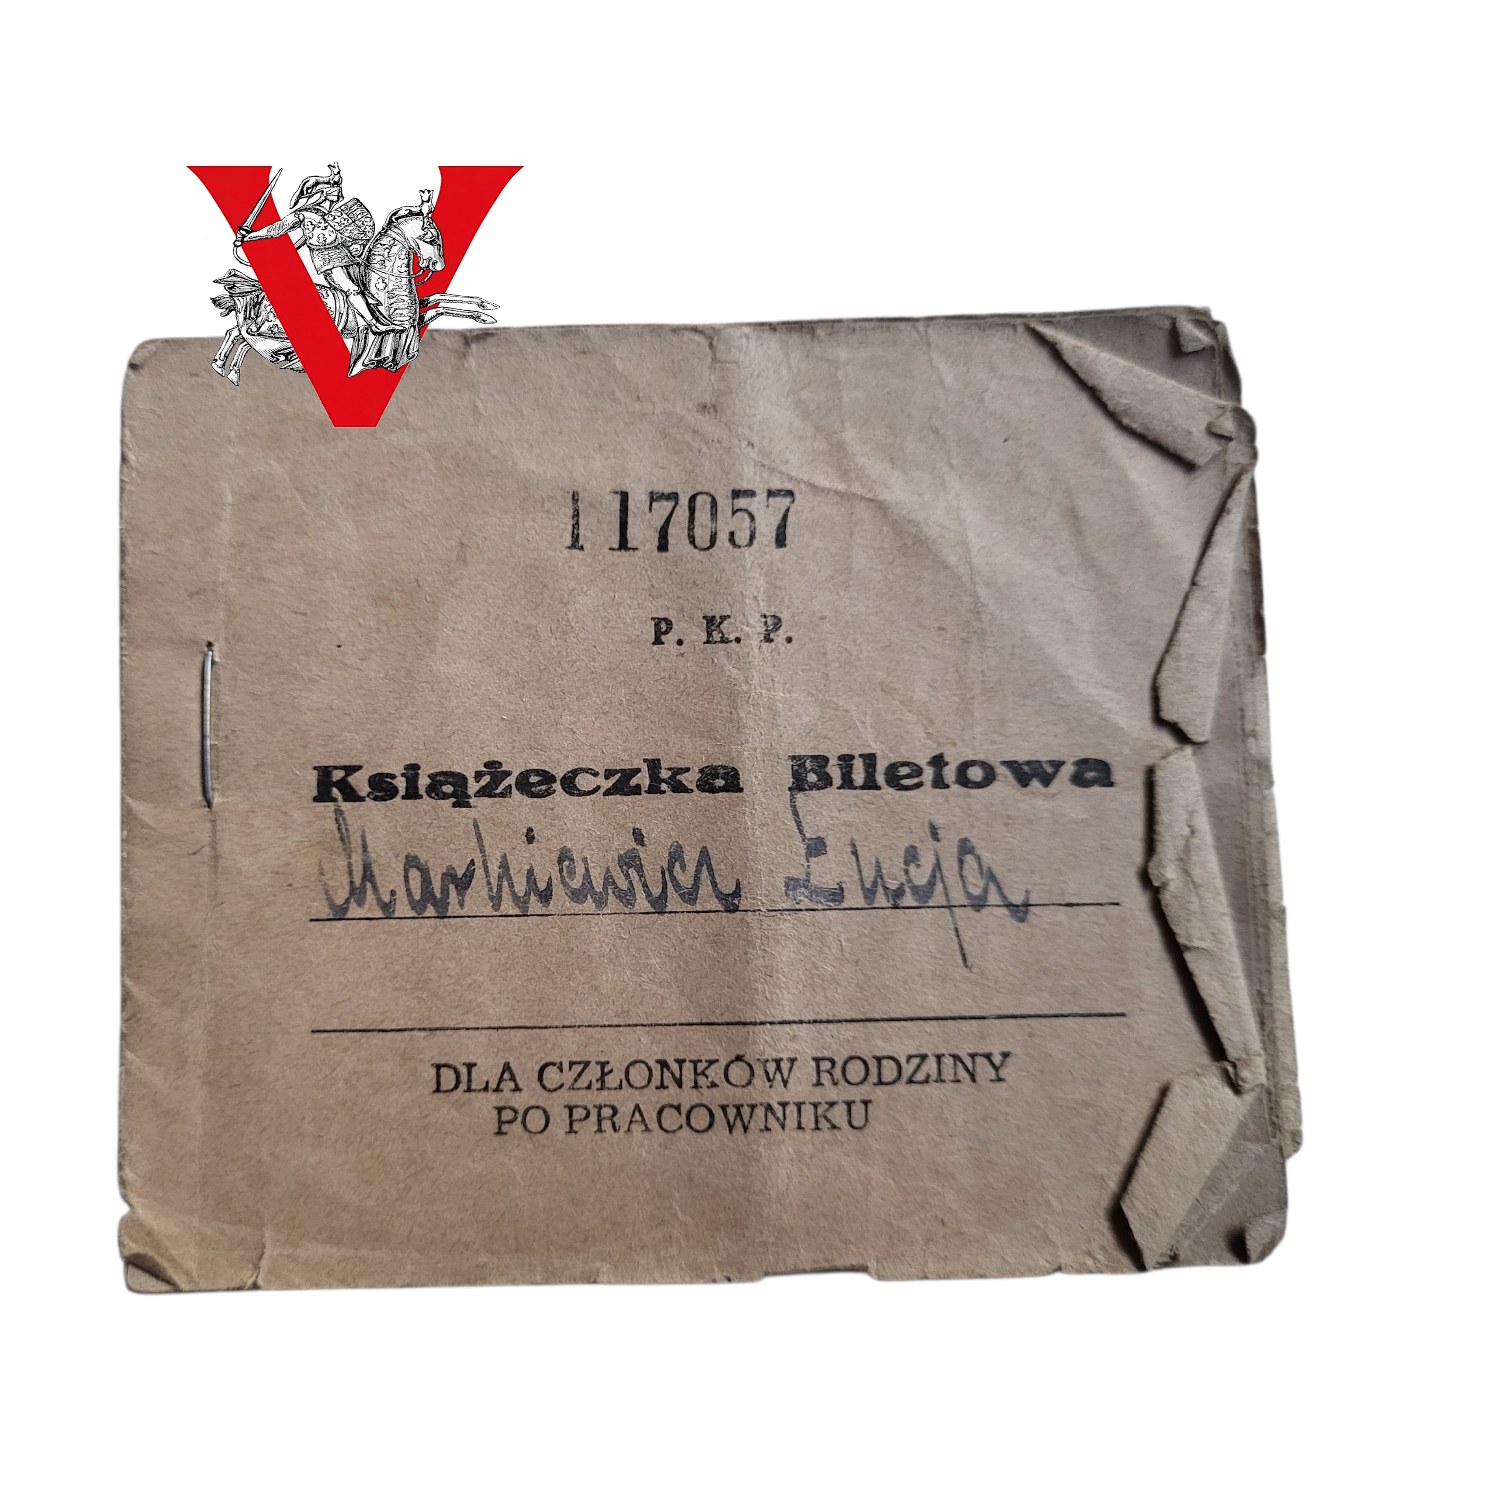 V
117057
P. K. P.
Książeczka Biletowa
Markiewicz Łucja
DLA CZŁONKÓW RODZINY
PO PRACOWNIKU